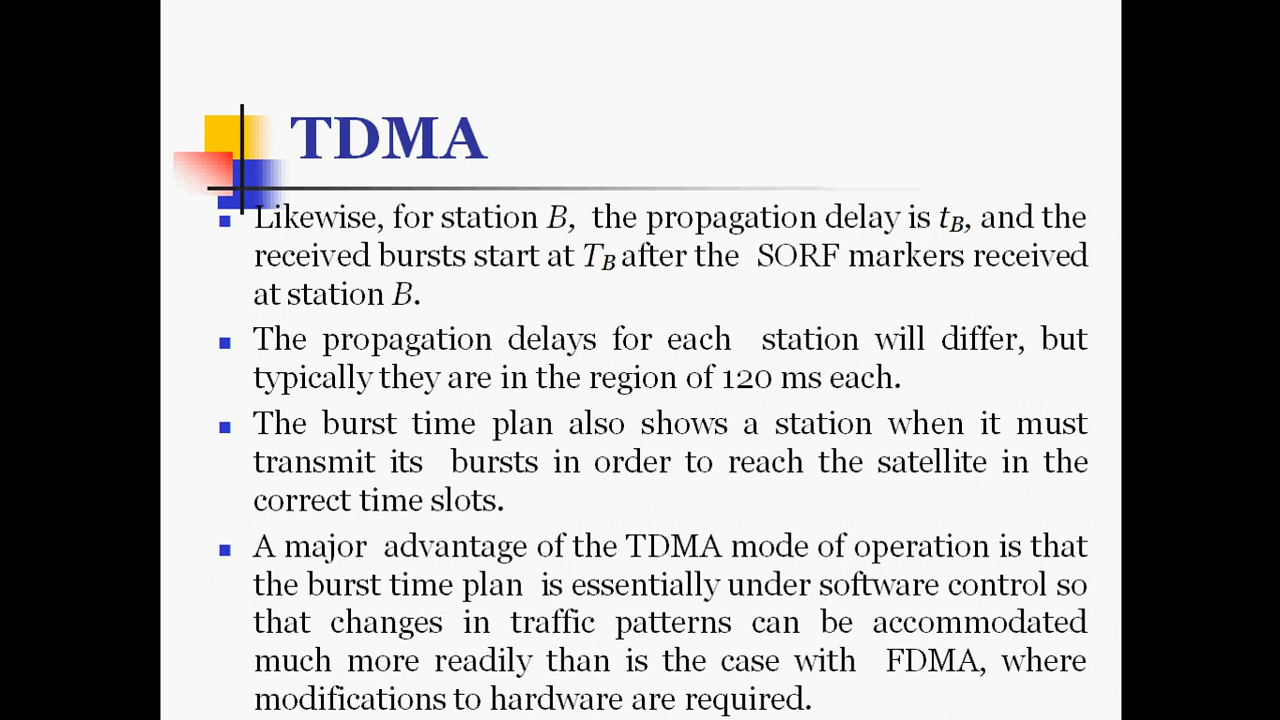 TDMA
Likewise, for station B, the propagation delay is tB, and the
received bursts start at TB after the SORF markers received
at station B.
The propagation delays for each station will differ, but
typically they are in the region of 120 ms each.
The burst time plan also shows a station when it must
transmit its bursts in order to reach the satellite in the
correct time slots.
A major advantage of the TDMA mode of operation is that
the burst time plan is essentially under software control so
that changes in traffic patterns can be accommodated
much more readily than is the case with FDMA, where
modifications to hardware are required.